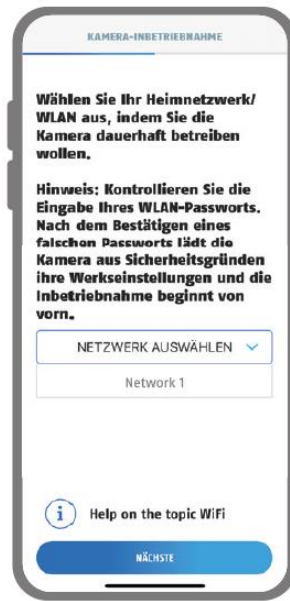 KAMERA-INBETRIEBNAHME
Wählen Sie Ihr Heimnetzwerk/
WLAN aus, indem Sie die
Kamera dauerhaft betreiben
wollen.
Hinweis: Kontrollieren Sie die
Eingabe Ihres WLAN-Passworts.
Nach dem Bestätigen eines
falschen Passworts lädt die
Kamera aus Sicherheitsgründen
ihre Werkseinstellungen und die
Inbetriebnahme beginnt von
vorn.
NETZWERK AUSWÄHLEN
Network 1
i Help on the topic WiFi
NÄCHSTE